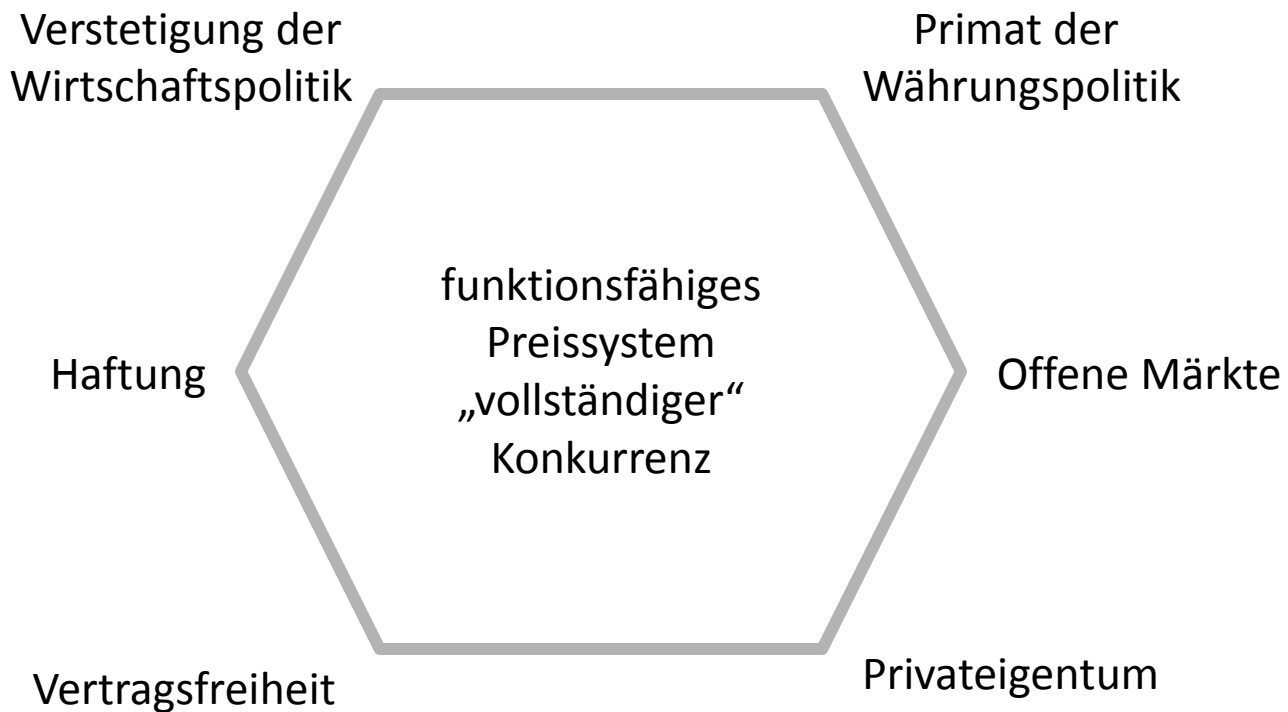 Verstetigung der
Wirtschaftspolitik
Primat der
Währungspolitik
funktionsfähiges
Preissystem
„vollständiger“
Konkurrenz
Haftung
Offene Märkte
Vertragsfreiheit
Privateigentum